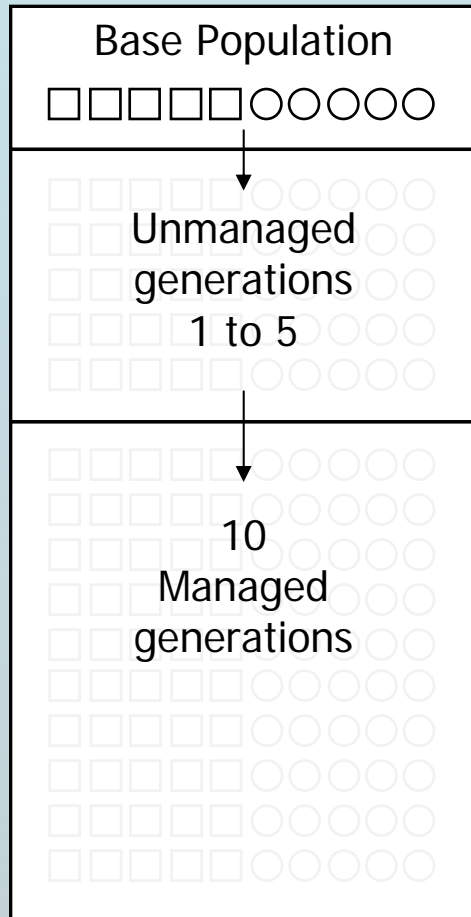 Base Population
Unmanaged
generations
1 to 5
10
Managed
generations